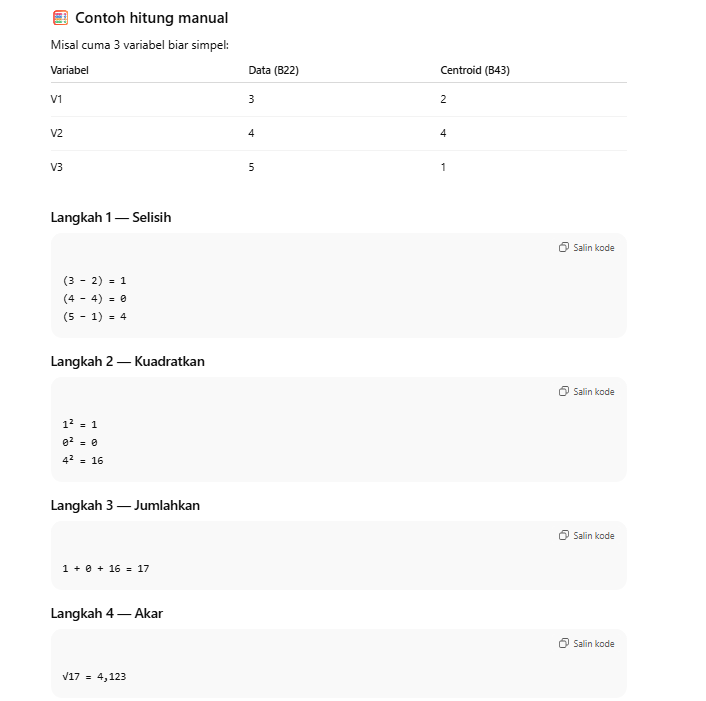 🧮 Contoh hitung manual
Misal cuma 3 variabel biar simpel:
Variabel Data (B22) Centroid (B43)
V1 3 2
V2 4 4
V3 5 1
Langkah 1 — Selisih
Salin kode
(3 - 2) = 1
(4 - 4) = 0
(5 - 1) = 4
Langkah 2 — Kuadratkan
Salin kode
1² = 1
0² = 0
4² = 16
Langkah 3 — Jumlahkan
Salin kode
1 + 0 + 16 = 17
Langkah 4 — Akar
Salin kode
√17 = 4,123